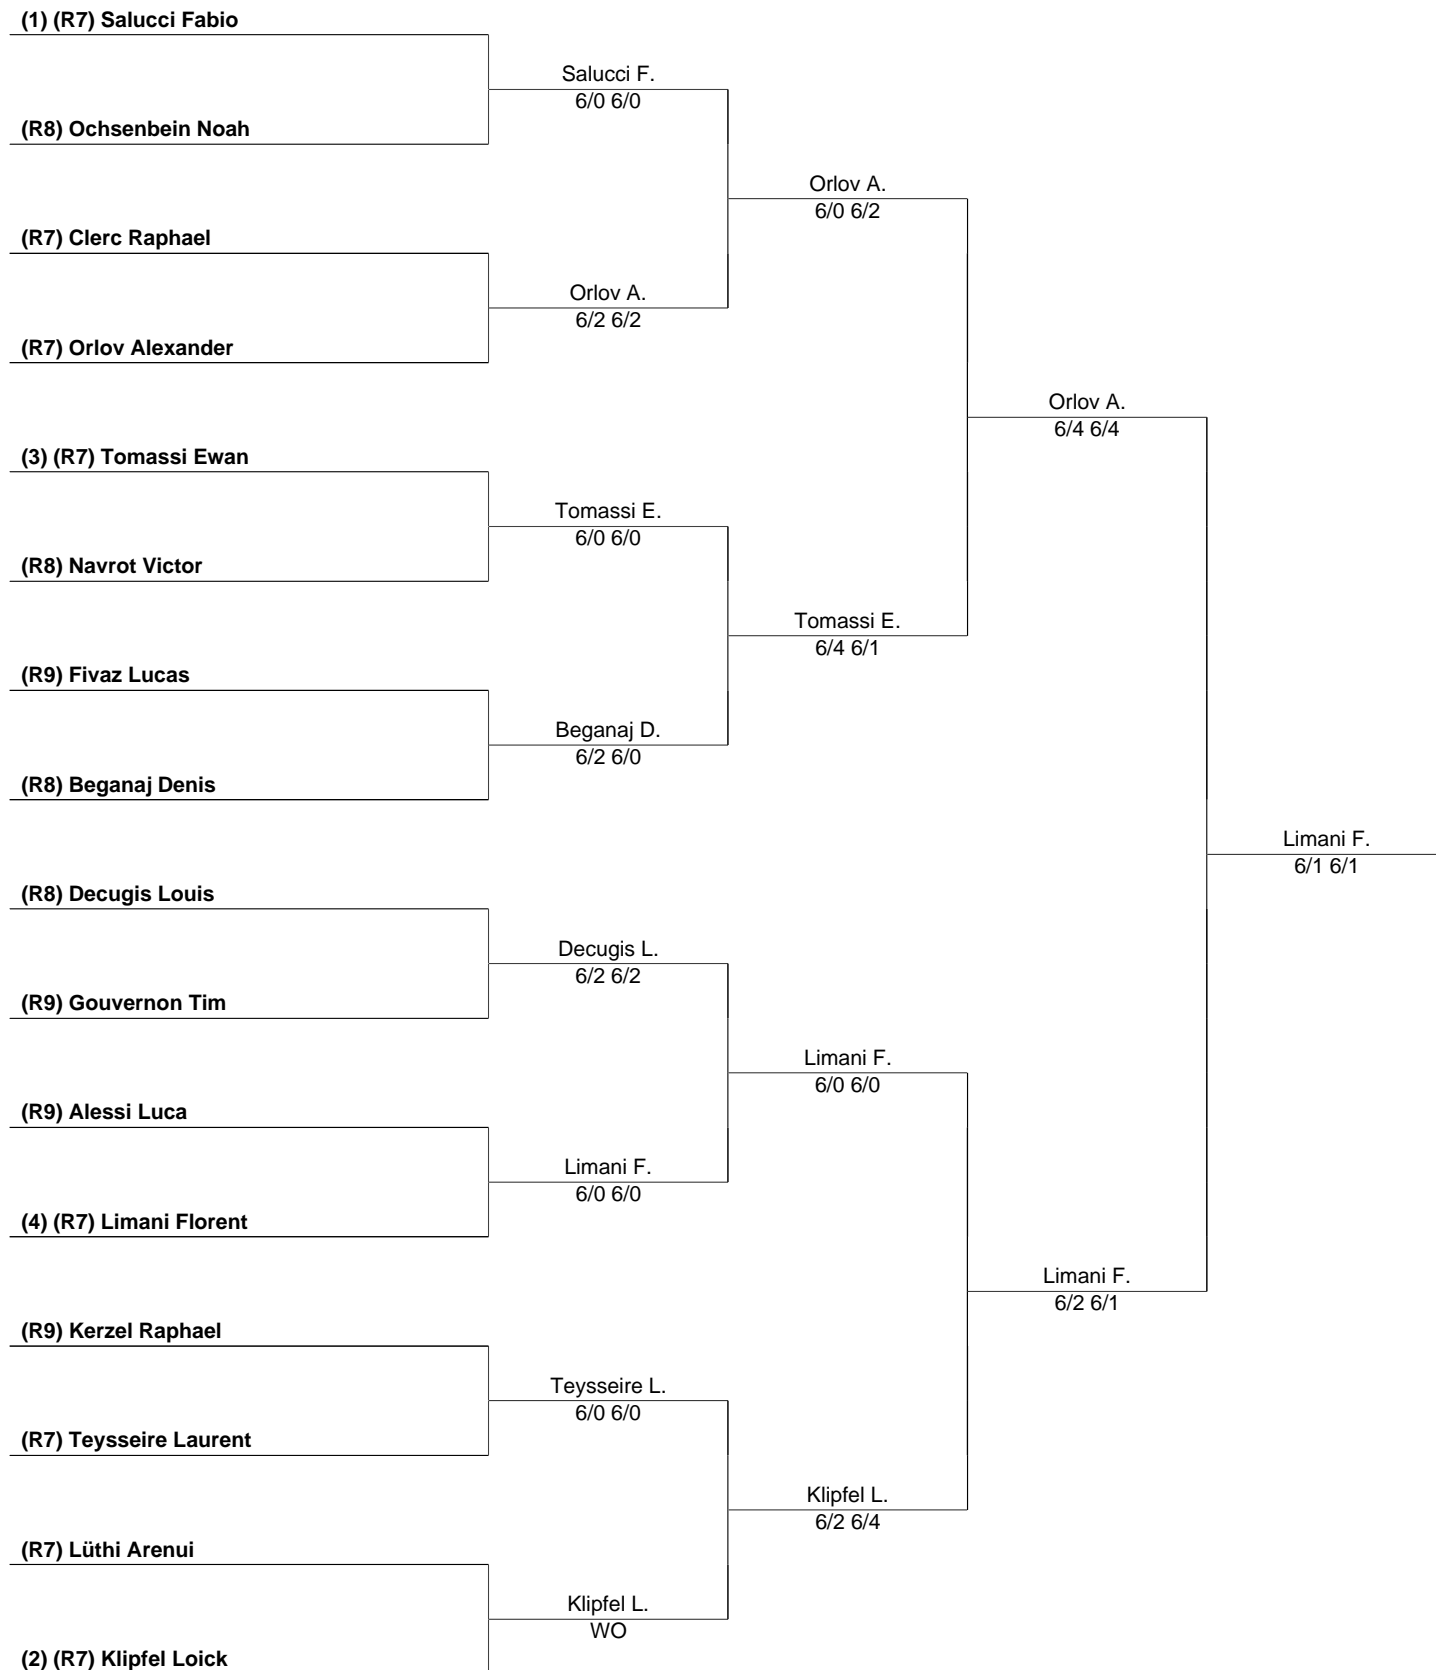 (1) (R7) Salucci Fabio
Salucci F.
6/0 6/0
(R8) Ochsenbein Noah
Orlov A.
6/0 6/2
(R7) Clerc Raphael
Orlov A.
6/2 6/2
(R7) Orlov Alexander
Orlov A.
6/4 6/4
(3) (R7) Tomassi Ewan
Tomassi E.
6/0 6/0
(R8) Navrot Victor
Tomassi E.
6/4 6/1
(R9) Fivaz Lucas
Beganaj D.
6/2 6/0
(R8) Beganaj Denis
Limani F.
6/1 6/1
(R8) Decugis Louis
Decugis L.
6/2 6/2
(R9) Gouvernon Tim
Limani F.
6/0 6/0
(R9) Alessi Luca
Limani F.
6/0 6/0
(4) (R7) Limani Florent
Limani F.
6/2 6/1
(R9) Kerzel Raphael
Teysseire L.
6/0 6/0
(R7) Teysseire Laurent
Klipfel L.
6/2 6/4
(R7) Lüthi Arenui
Klipfel L.
WO
(2) (R7) Klipfel Loick